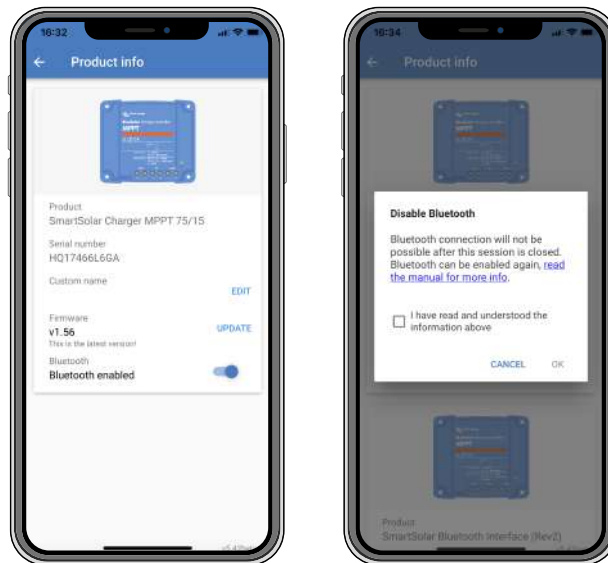 16:32
Product info
MPPT
Product
SmartSolar Charger MPPT 75/15
Serial number
HQ17466L6GA
Custom name
EDIT
Firmware
v1.56
UPDATE
This is the latest version!
Bluetooth
Bluetooth enabled
16:34
Product info
Disable Bluetooth
Bluetooth connection will not be
possible after this session is closed.
Bluetooth can be enabled again, read
the manual for more info.
I have read and understood the
information above
CANCEL
OK
Product
SmartSolar Bluetooth Interface (Rev2)